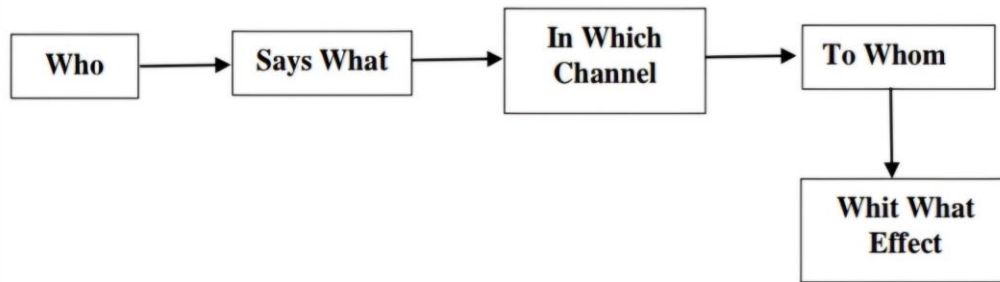 Who
Says What
In Which
Channel
To Whom
Whit What
Effect